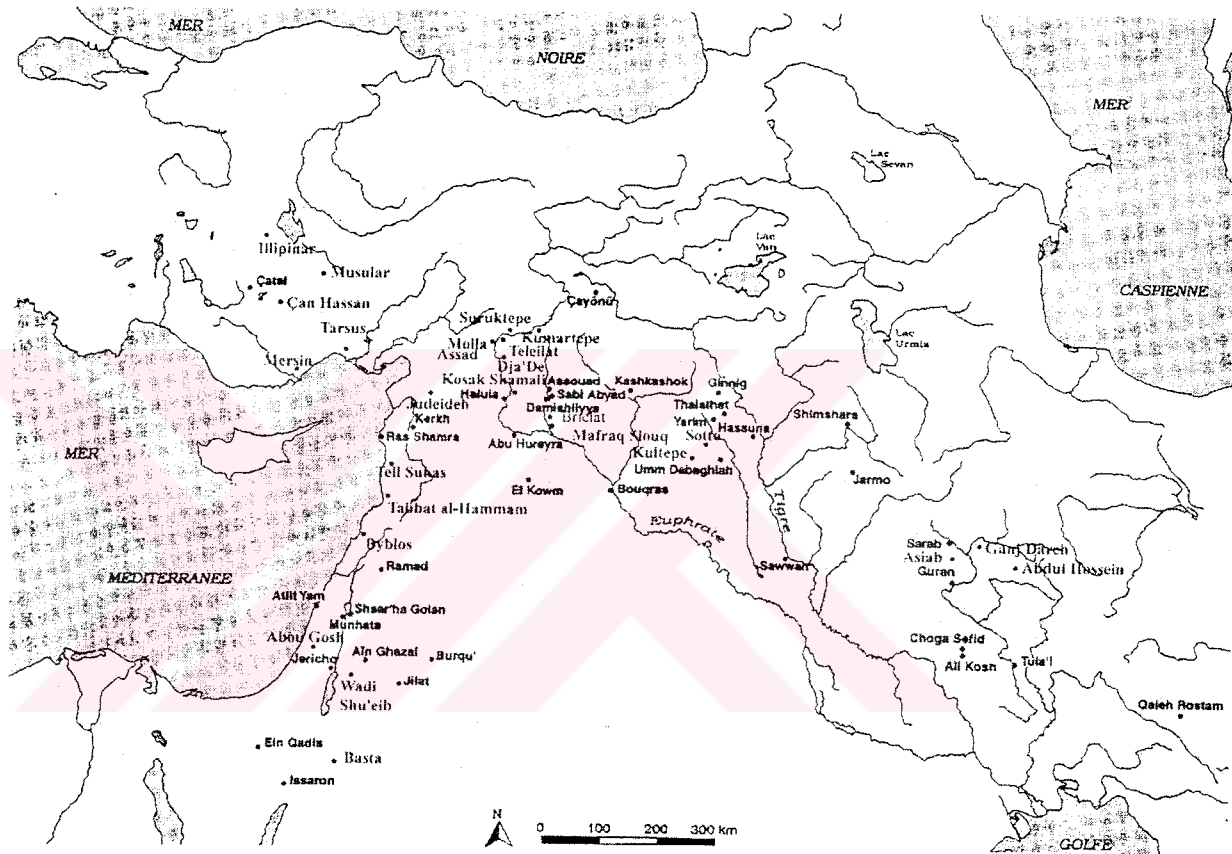 MER
NOIRE
MER
CASPIENNE
Lac
Sevan
Lac
Van
Lac
Urmia
Illipinar
Musular
Çatal
Çan Hassan
Tarsus
Mersin
Çayönü
Suruktepe
Kumartepe
Molla
Assad
Teleilat
Dja'De
Kosak Shamali
Assouad
Kashkashok
Ginnig
Halula
Sabi Abyad
Judeideh
Damishliyya
Thalathat
Shimshara
Kerkh
Yarim
Hassuna
Ras Shamra
Abu Hureyra
Mafraq Slouq
Sotto
Kultepe
Umm Dabaghiah
MER
Tell Sukas
El Kowm
Bouqras
Jarmo
Tabbat al-Hammam
Tigre
Euphrate
Byblos
Sarab
Ganj Dareh
Asiab
Abdul Hossein
MEDITERRANEE
Ramad
Sawwan
Guran
Atlit Yam
Shaar'ha Golan
Munhata
Abou Gosh
Choga Sefid
Jericho
Aïn Ghazal
Burqu'
Ali Kosh
Tula'I
Wadi
Shu'eib
Jilat
Qaleh Rostam
Ein Qadis
Basta
Issaron
N
0 100 200 300 km
GOLFE